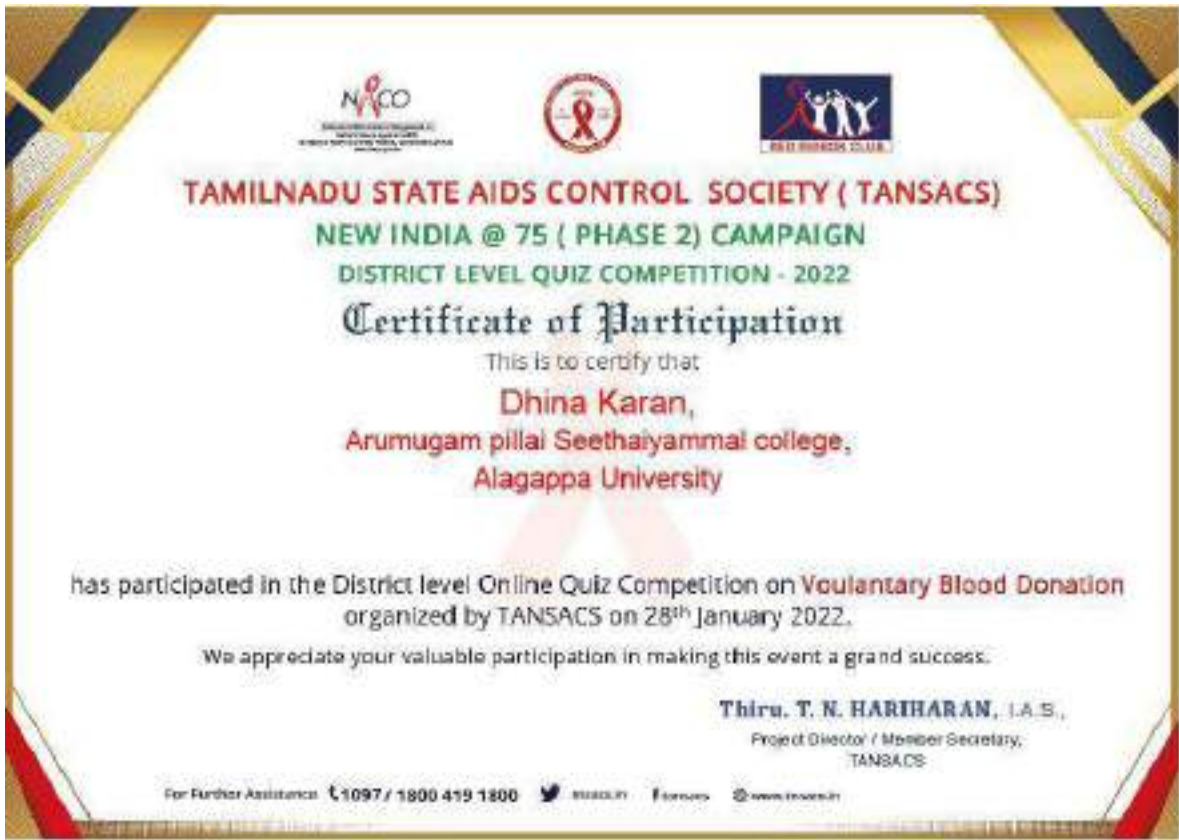 NACO
RED RIBBON CLUB
TAMILNADU STATE AIDS CONTROL SOCIETY ( TANSACS)
NEW INDIA @ 75 ( PHASE 2) CAMPAIGN
DISTRICT LEVEL QUIZ COMPETITION - 2022
Certificate of Participation
This is to certify that
Dhina Karan,
Arumugam pillai Seethaiyammal college,
Alagappa University
has participated in the District level Online Quiz Competition on Voulantary Blood Donation
organized by TANSACS on 28th January 2022.
We appreciate your valuable participation in making this event a grand success.
Thiru. T. N. HARIHARAN, I.A.S.,
Project Director / Member Secretary,
TANSACS
For Further Assistance 1097 / 1800 419 1800